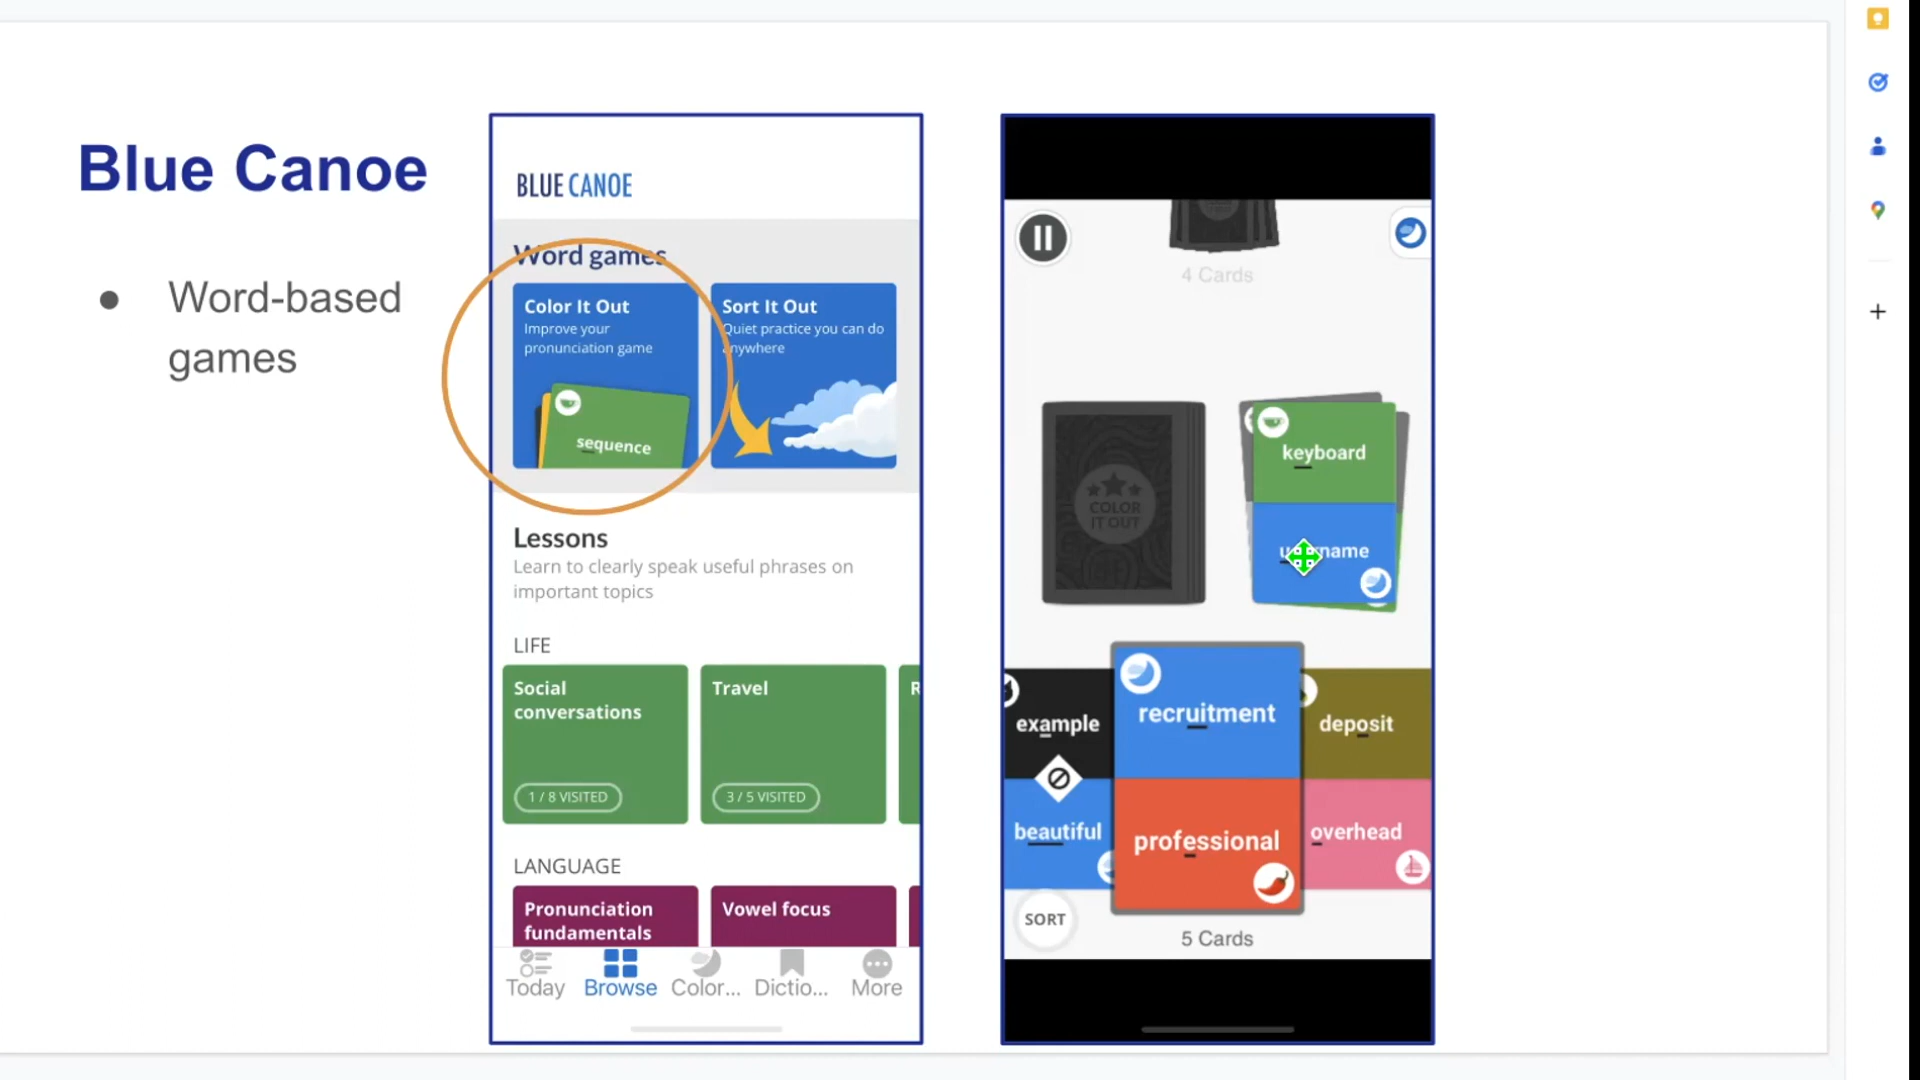 Blue Canoe
Word-based
games
BLUE CANOE
Word games
Color It Out
Improve your
pronunciation game
sequence
Sort It Out
Quiet practice you can do
anywhere
Lessons
Learn to clearly speak useful phrases on
important topics
LIFE
Social
conversations
1 / 8 VISITED
Travel
3 / 5 VISITED
R
LANGUAGE
Pronunciation
fundamentals
Vowel focus
Today
Browse
Color...
Dictio...
More
4 Cards
COLOR
IT OUT
keyboard
example
beautiful
recruitment
professional
deposit
overhead
SORT
5 Cards